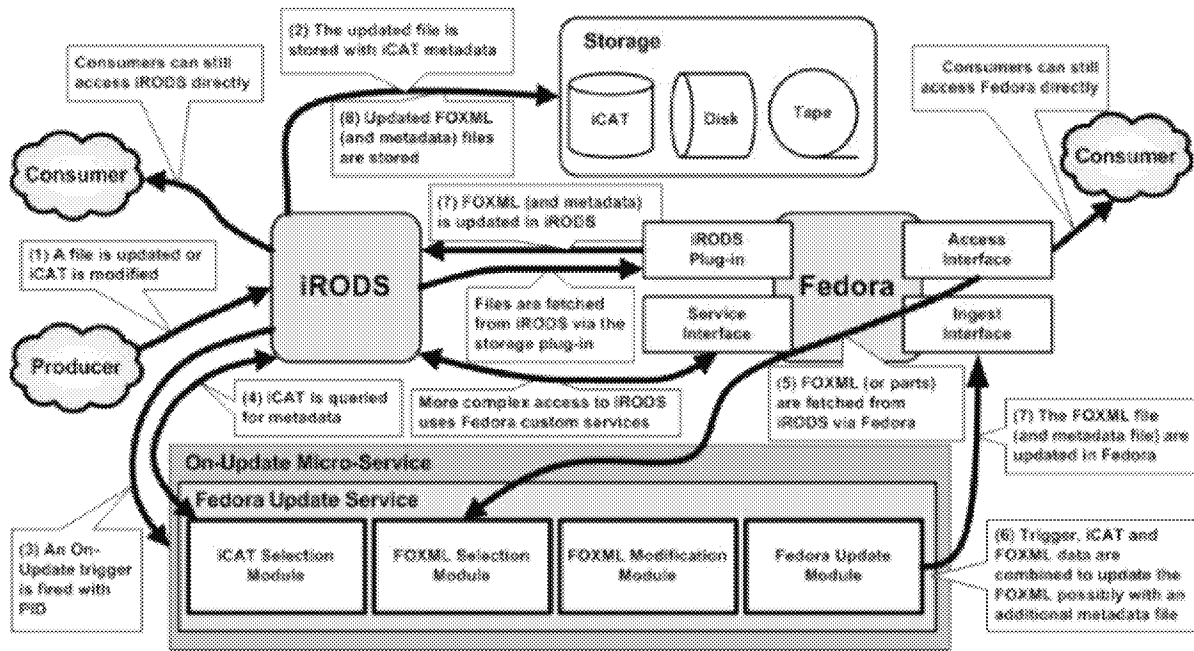 (2) The updated file is
stored with iCAT metadata
Storage
iCAT
Disk
Tape
Consumers can still
access iRODS directly
Consumers can still
access Fedora directly
(8) Updated FOXML
(and metadata) files
are stored
Consumer
Consumer
(7) FOXML (and metadata)
is updated in iRODS
(1) A file is updated or
iCAT is modified
iRODS
iRODS
Plug-in
Fedora
Access
Interface
Files are fetched
from iRODS via the
storage plug-in
Service
Interface
Ingest
Interface
Producer
(4) iCAT is queried
for metadata
More complex access to iRODS
uses Fedora custom services
(5) FOXML (or parts)
are fetched from
iRODS via Fedora
(7) The FOXML file
(and metadata file) are
updated in Fedora
On-Update Micro-Service
Fedora Update Service
iCAT Selection
Module
FOXML Selection
Module
FOXML Modification
Module
Fedora Update
Module
(3) An On-
Update trigger
is fired with
PID
(6) Trigger, iCAT and
FOXML data are
combined to update the
FOXML possibly with an
additional metadata file